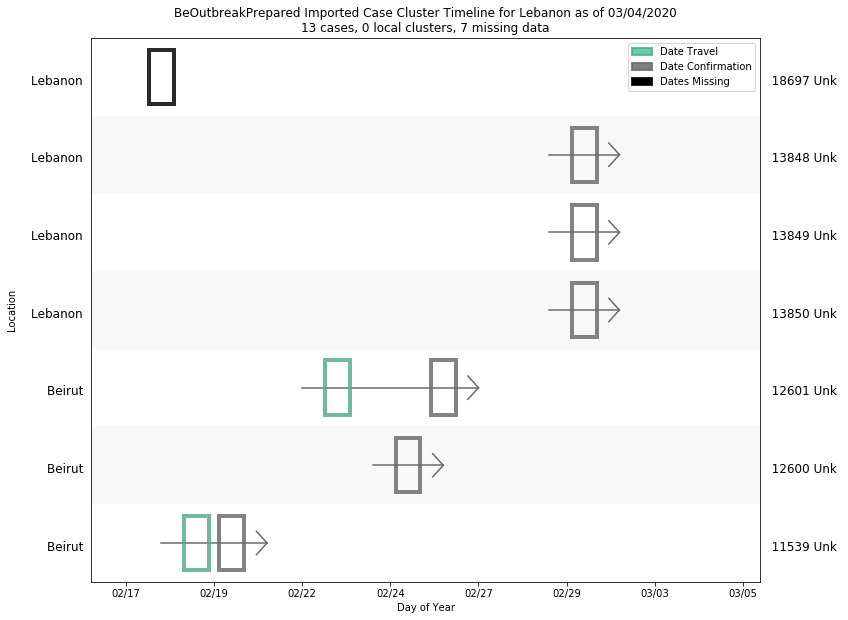 BeOutbreakPrepared Imported Case Cluster Timeline for Lebanon as of 03/04/2020
13 cases, 0 local clusters, 7 missing data
Date Travel
Date Confirmation
Dates Missing
Lebanon 18697 Unk
Lebanon 13848 Unk
Lebanon 13849 Unk
Lebanon 13850 Unk
Beirut 12601 Unk
Beirut 12600 Unk
Beirut 11539 Unk
Location
02/17 02/19 02/22 02/24 02/27 02/29 03/03 03/05
Day of Year